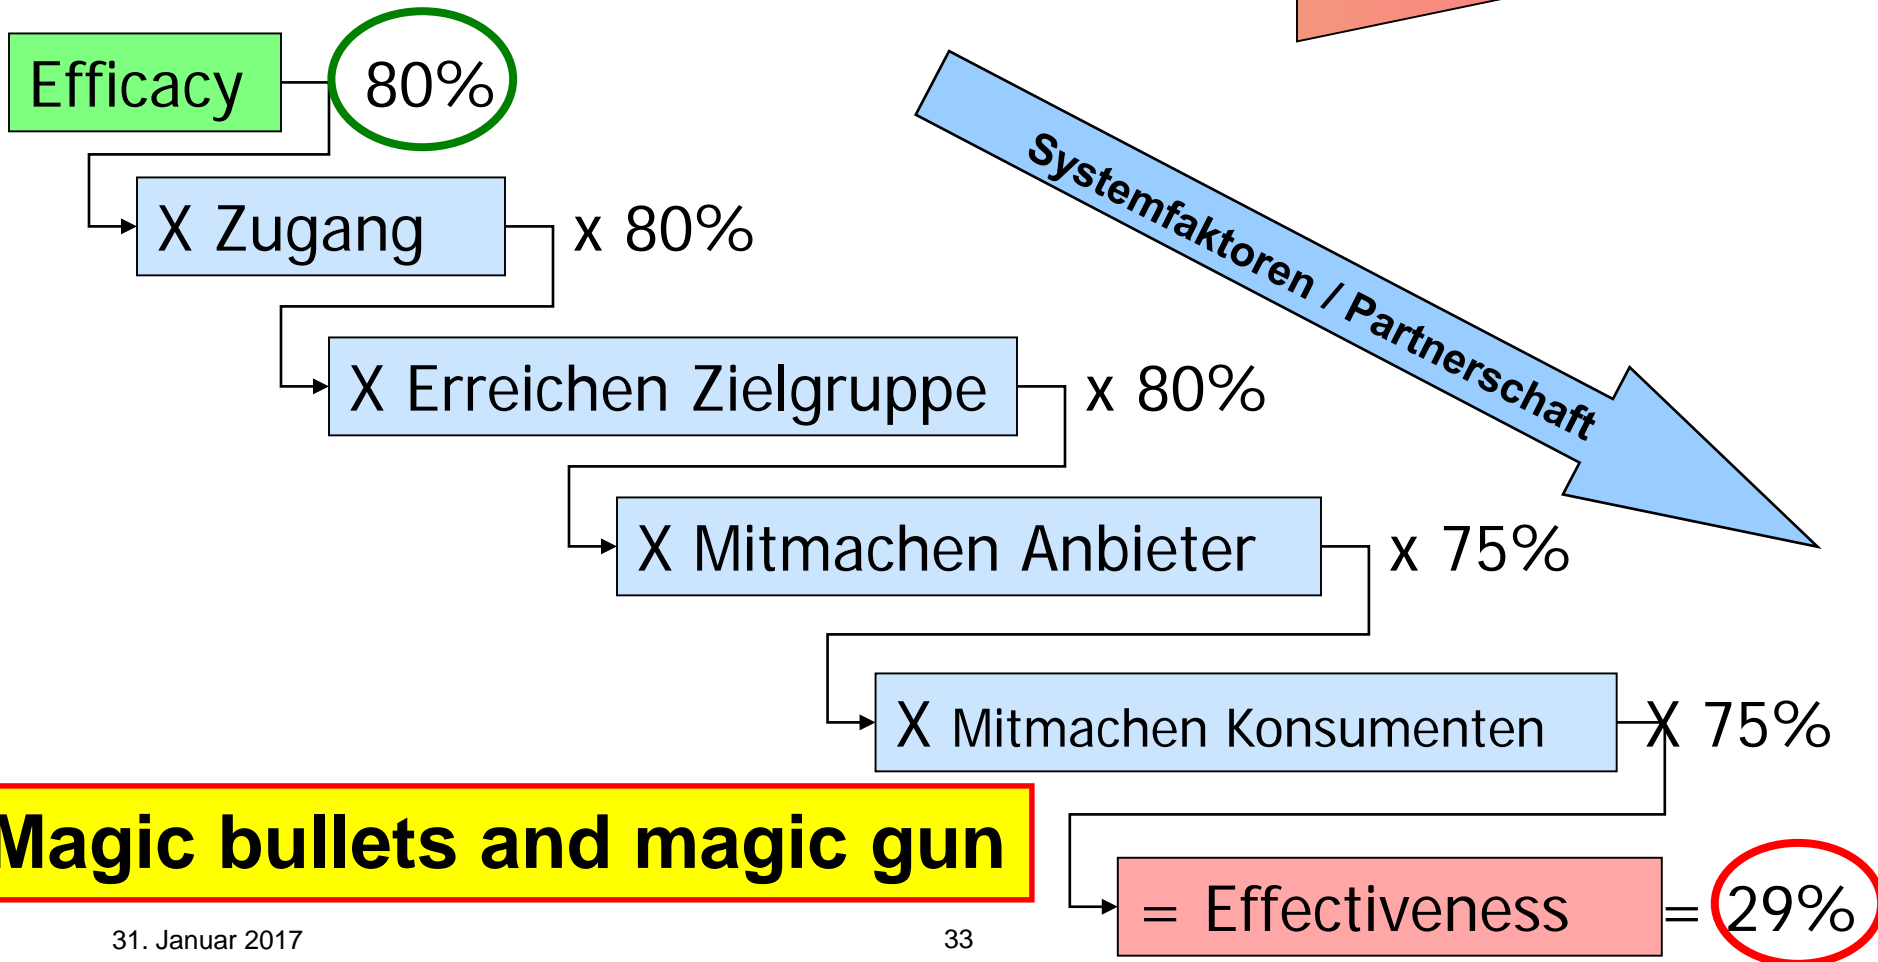 Efficacy 80%
X Zugang x 80%
Systemfaktoren / Partnerschaft
X Erreichen Zielgruppe x 80%
X Mitmachen Anbieter x 75%
X Mitmachen Konsumenten X 75%
Magic bullets and magic gun
= Effectiveness = 29%
31. Januar 2017 33